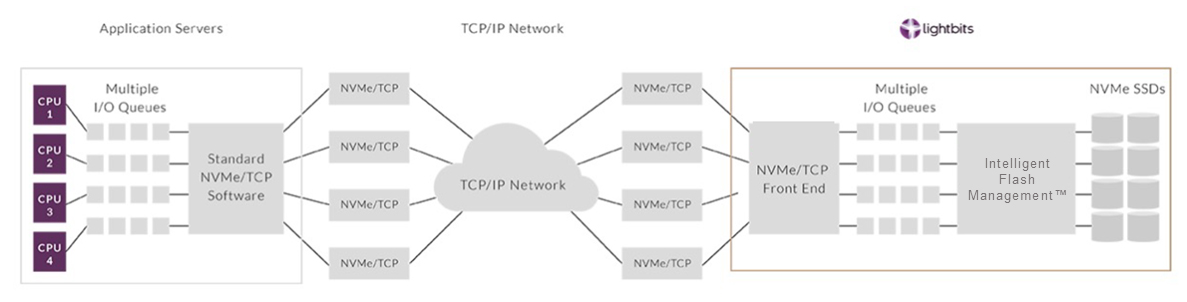 Application Servers
TCP/IP Network
lightbits
CPU
1
CPU
2
CPU
3
CPU
4
Multiple
I/O Queues
Standard
NVMe/TCP
Software
NVMe/TCP
NVMe/TCP
NVMe/TCP
NVMe/TCP
TCP/IP Network
NVMe/TCP
NVMe/TCP
NVMe/TCP
NVMe/TCP
NVMe/TCP
Front End
Multiple
I/O Queues
Intelligent
Flash
Management™
NVMe SSDs